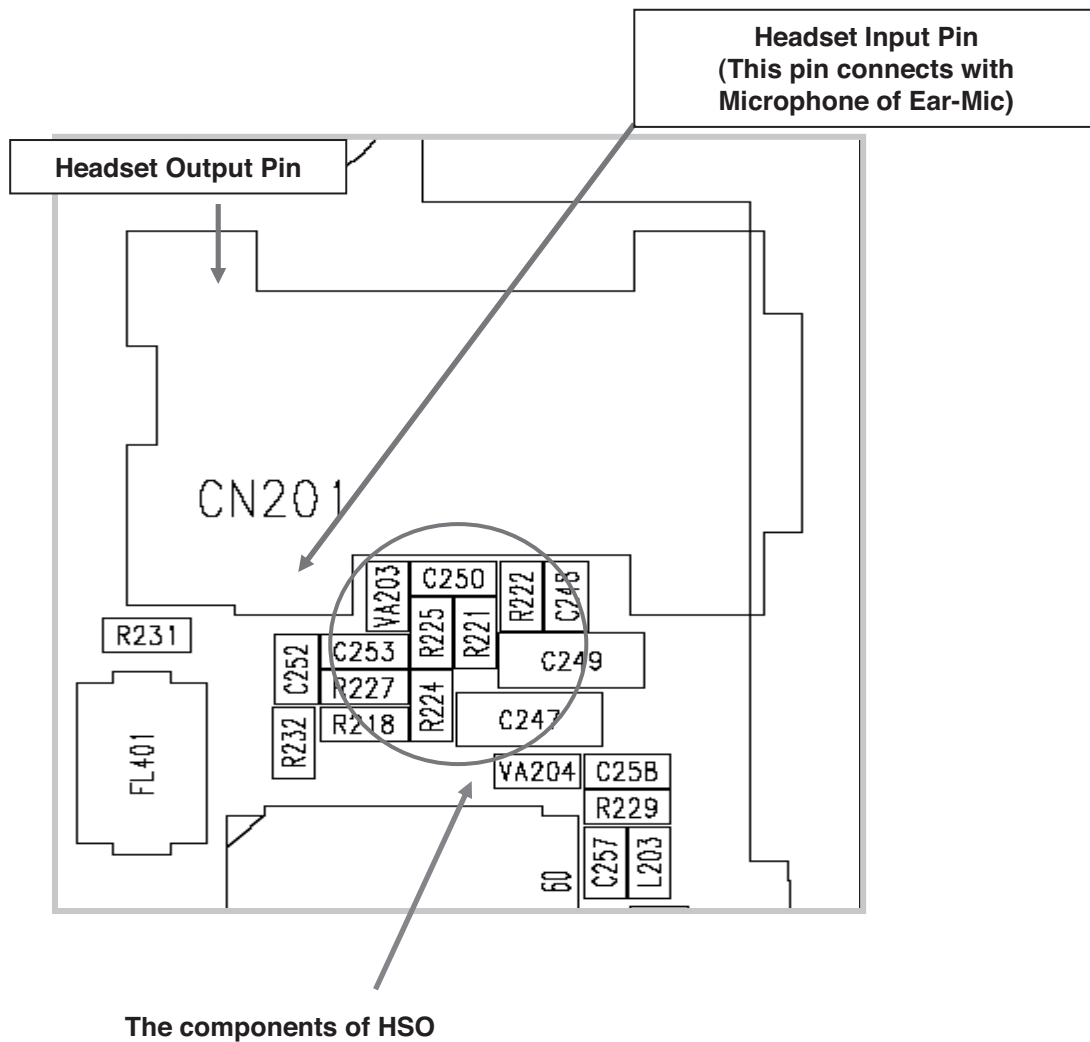 Headset Input Pin
(This pin connects with
Microphone of Ear-Mic)
Headset Output Pin
CN201
VA203
C250
R222
R225
R221
R231
C252
C253
C249
R227
R224
R232
R218
C247
FL401
VA204
C258
R229
C257
L203
60
The components of HSO